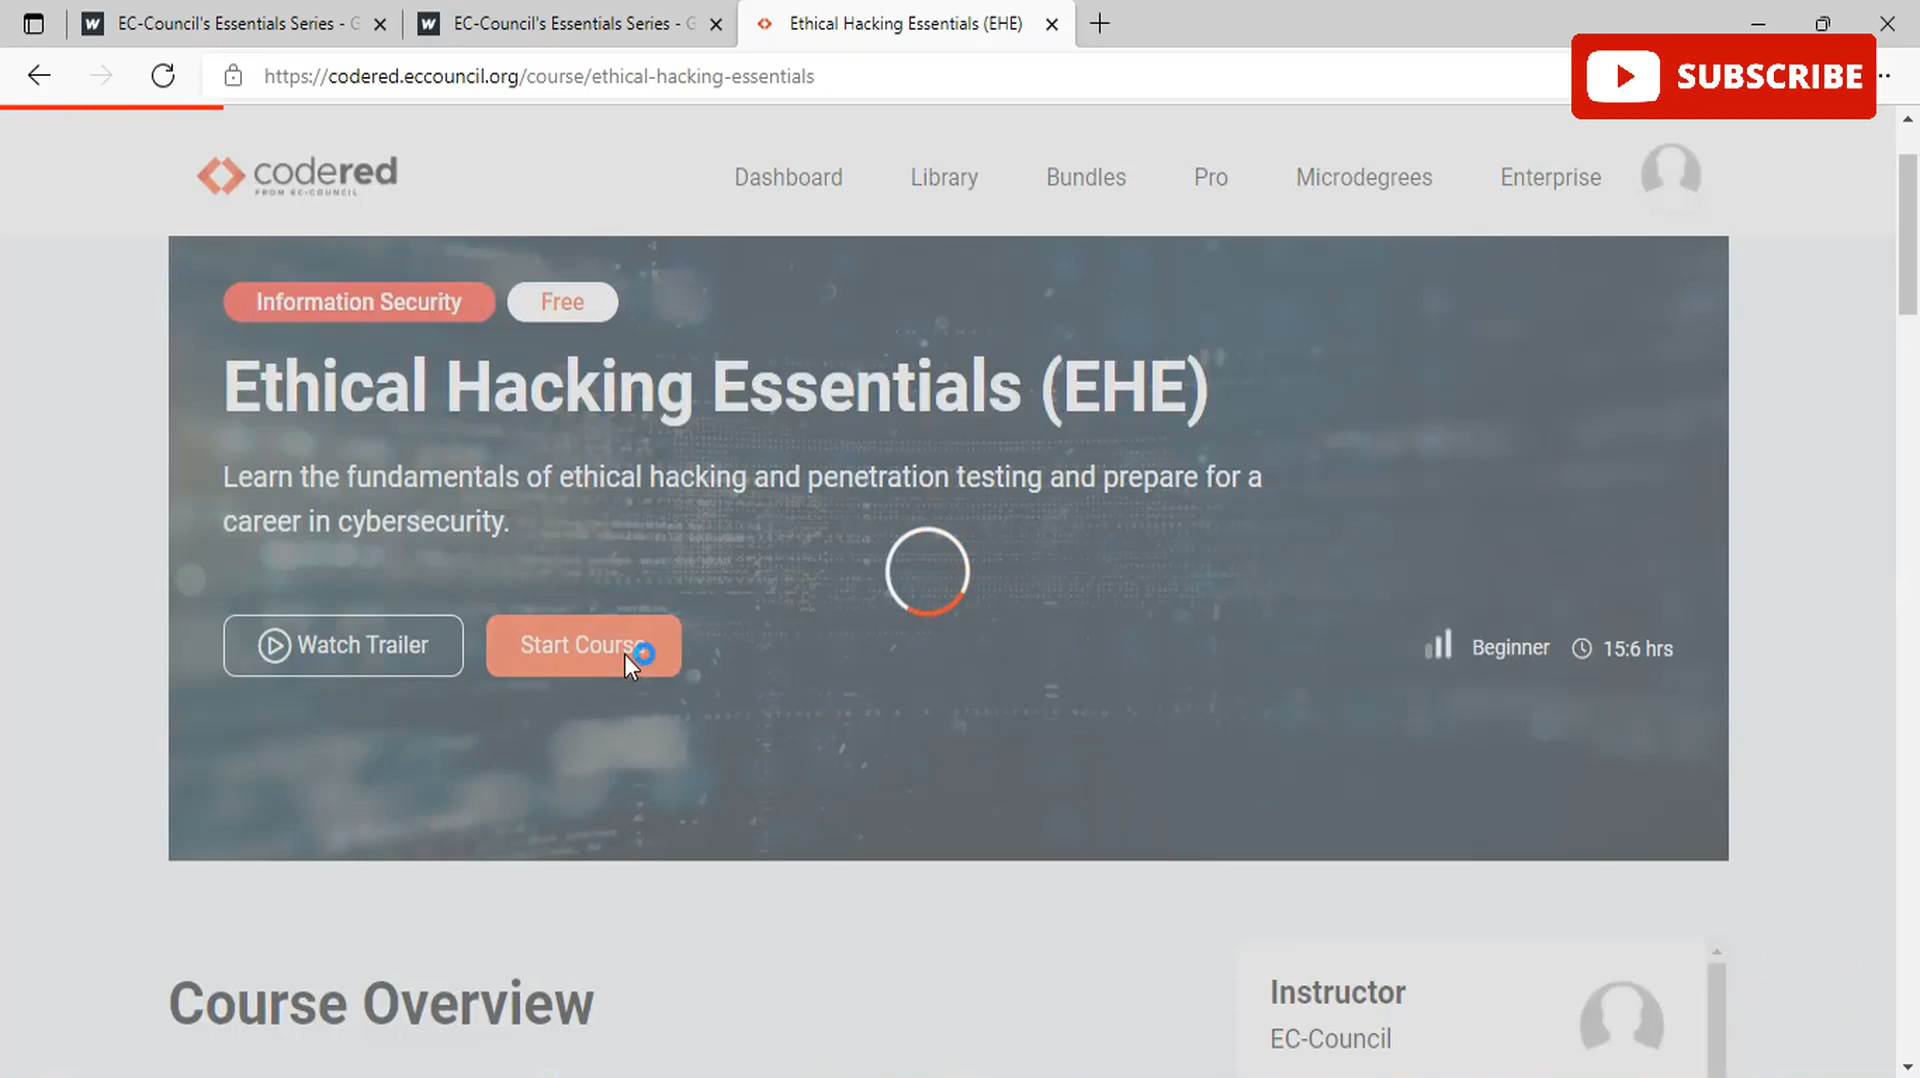 EC-Council's Essentials Series - G
EC-Council's Essentials Series - G
Ethical Hacking Essentials (EHE)
https://codered.eccouncil.org/course/ethical-hacking-essentials
SUBSCRIBE
codered
FROM EC-COUNCIL
Dashboard
Library
Bundles
Pro
Microdegrees
Enterprise
Information Security
Free
Ethical Hacking Essentials (EHE)
Learn the fundamentals of ethical hacking and penetration testing and prepare for a
career in cybersecurity.
Watch Trailer
Start Course
Beginner
15:6 hrs
Course Overview
Instructor
EC-Council